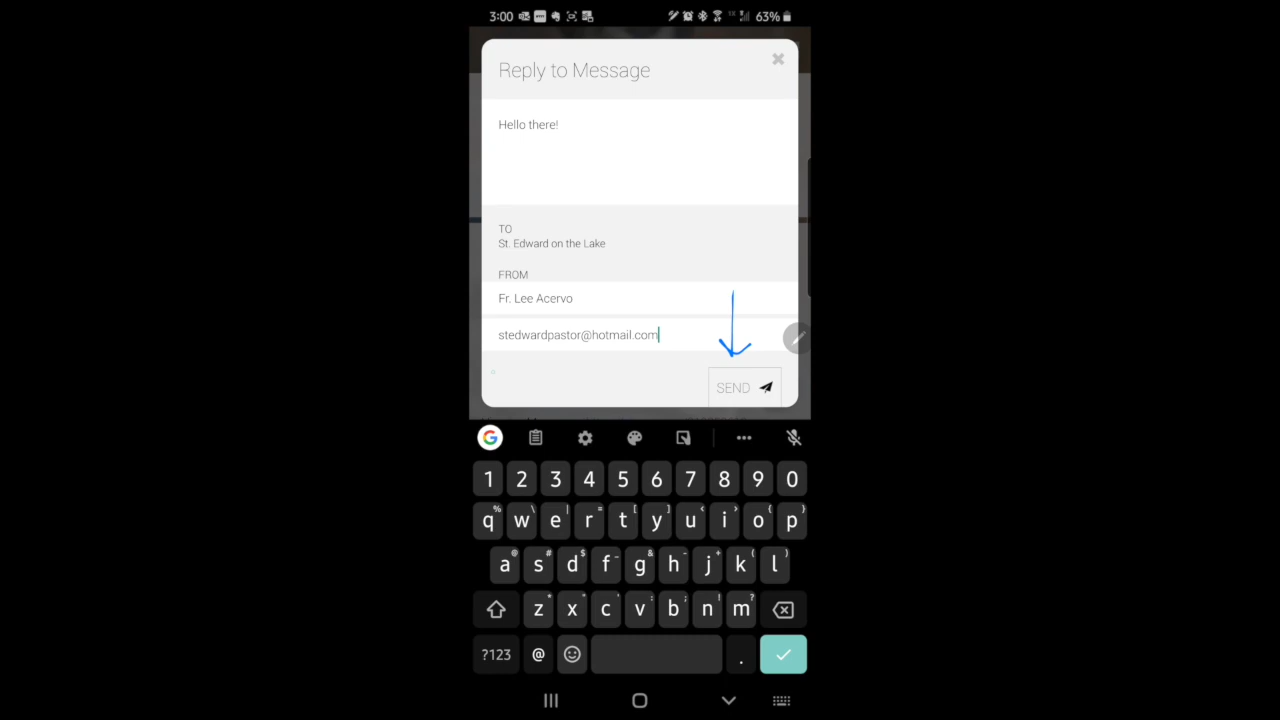 3:00 63%
Reply to Message
Hello there!
TO
St. Edward on the Lake
FROM
Fr. Lee Acervo
stedwardpastor@hotmail.com
SEND
1 2 3 4 5 6 7 8 9 0
q w e r t y u i o p
a s d f g h j k l
z x c v b n m
?123 @ .